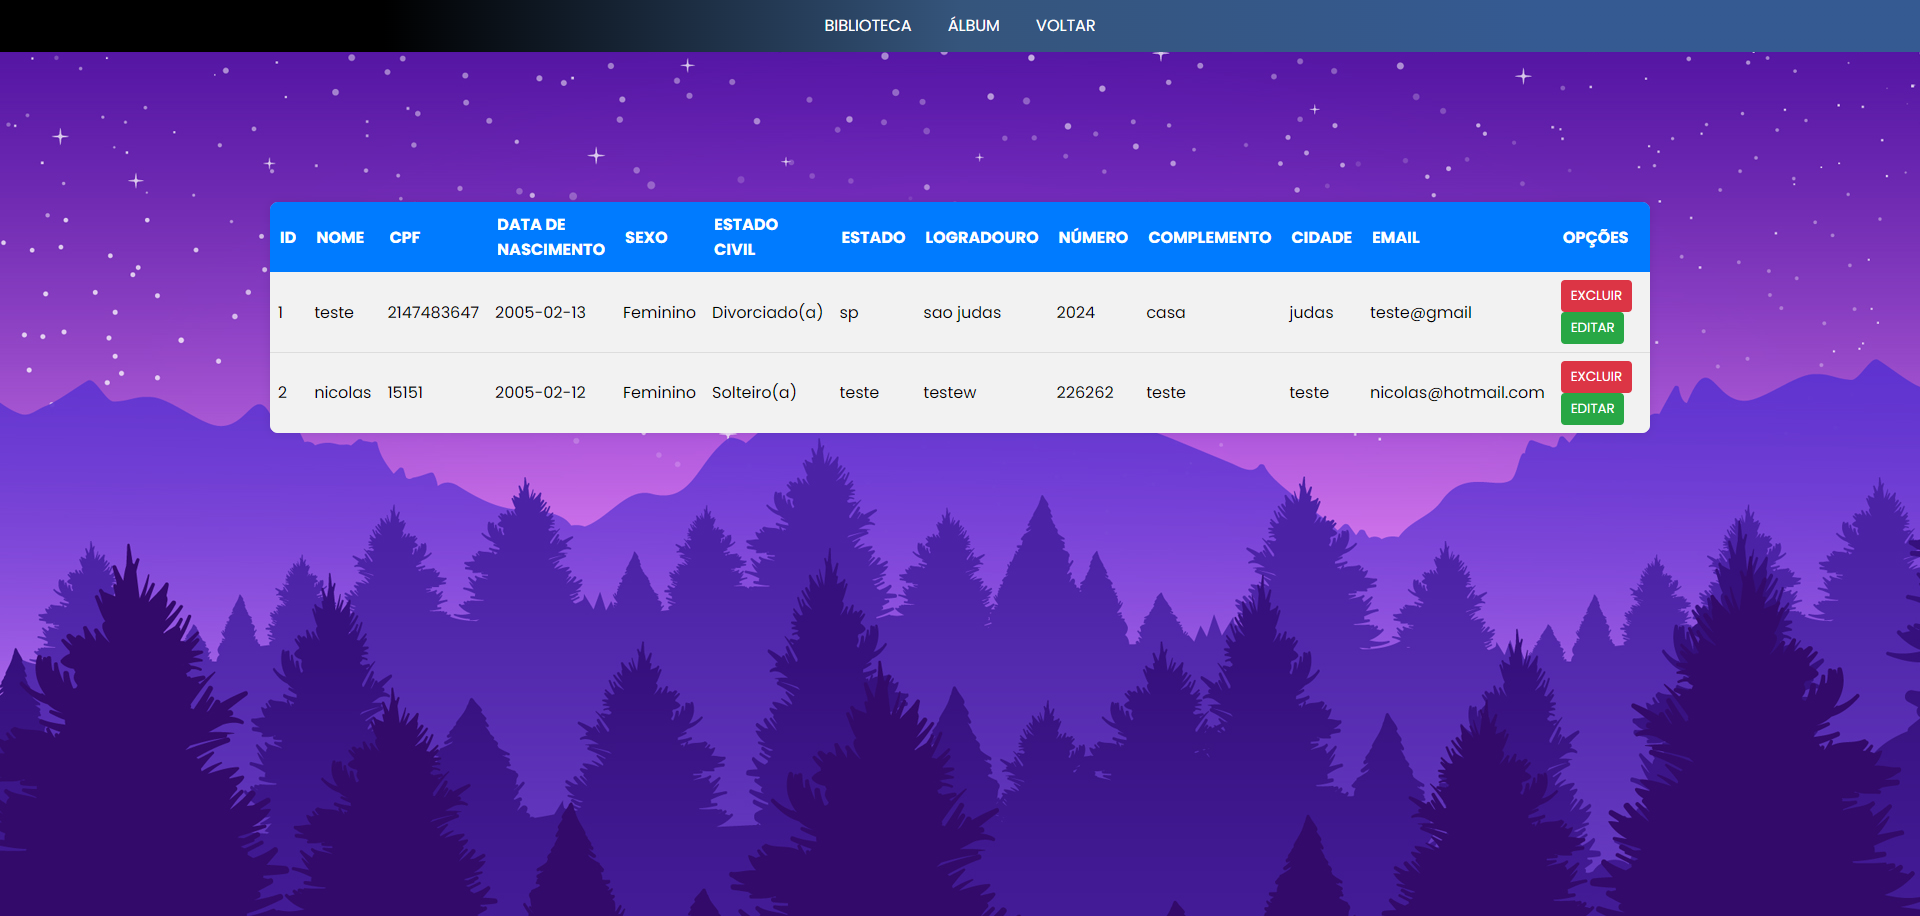 BIBLIOTECA ÁLBUM VOLTAR
ID NOME CPF DATA DE NASCIMENTO SEXO ESTADO CIVIL ESTADO LOGRADOURO NÚMERO COMPLEMENTO CIDADE EMAIL OPÇÕES
1 teste 2147483647 2005-02-13 Feminino Divorciado(a) sp sao judas 2024 casa judas teste@gmail EXCLUIR
EDITAR
2 nicolas 15151 2005-02-12 Feminino Solteiro(a) teste testew 226262 teste teste nicolas@hotmail.com EXCLUIR
EDITAR